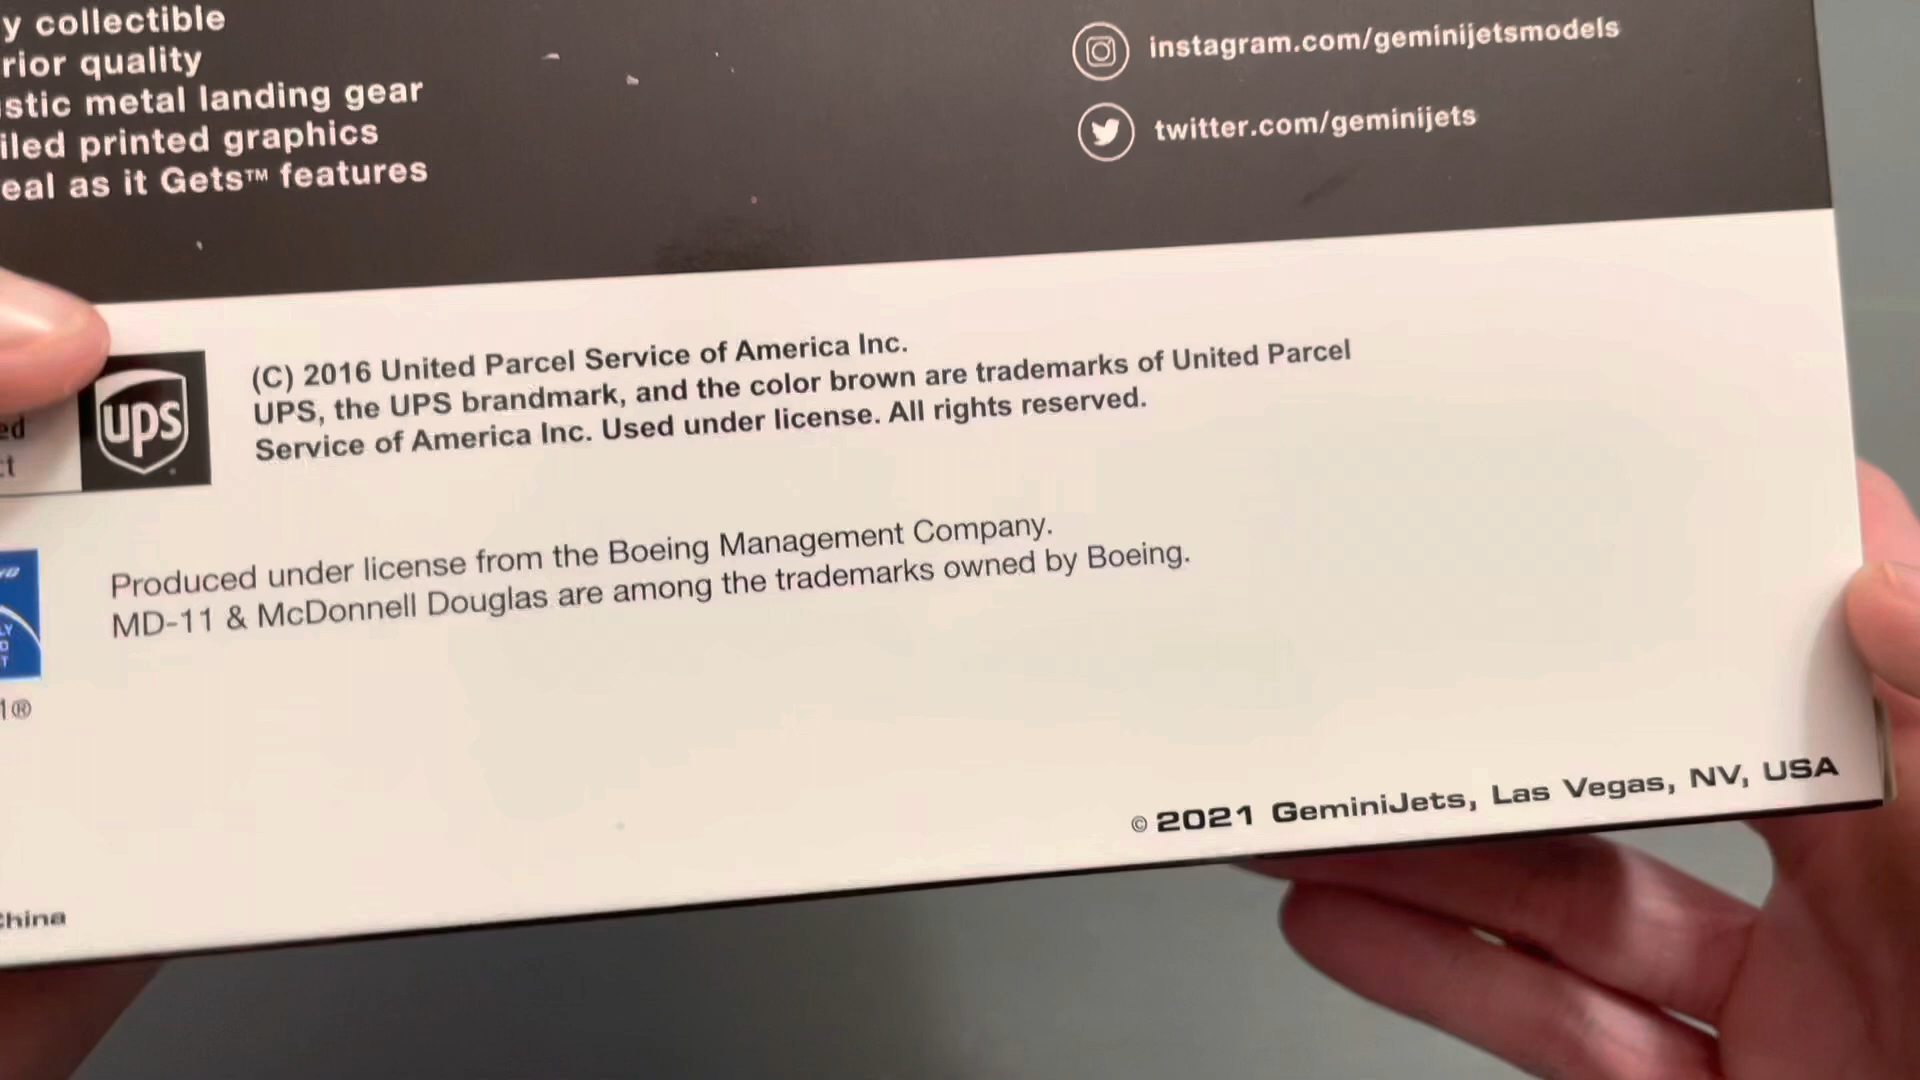 y collectible
rior quality
stic metal landing gear
iled printed graphics
eal as it Gets™ features
instagram.com/geminijetsmodels
twitter.com/geminijets
ed
ct
ups
(C) 2016 United Parcel Service of America Inc.
UPS, the UPS brandmark, and the color brown are trademarks of United Parcel
Service of America Inc. Used under license. All rights reserved.
Produced under license from the Boeing Management Company.
MD-11 & McDonnell Douglas are among the trademarks owned by Boeing.
LY
D
T
1®
© 2021 GeminiJets, Las Vegas, NV, USA
China